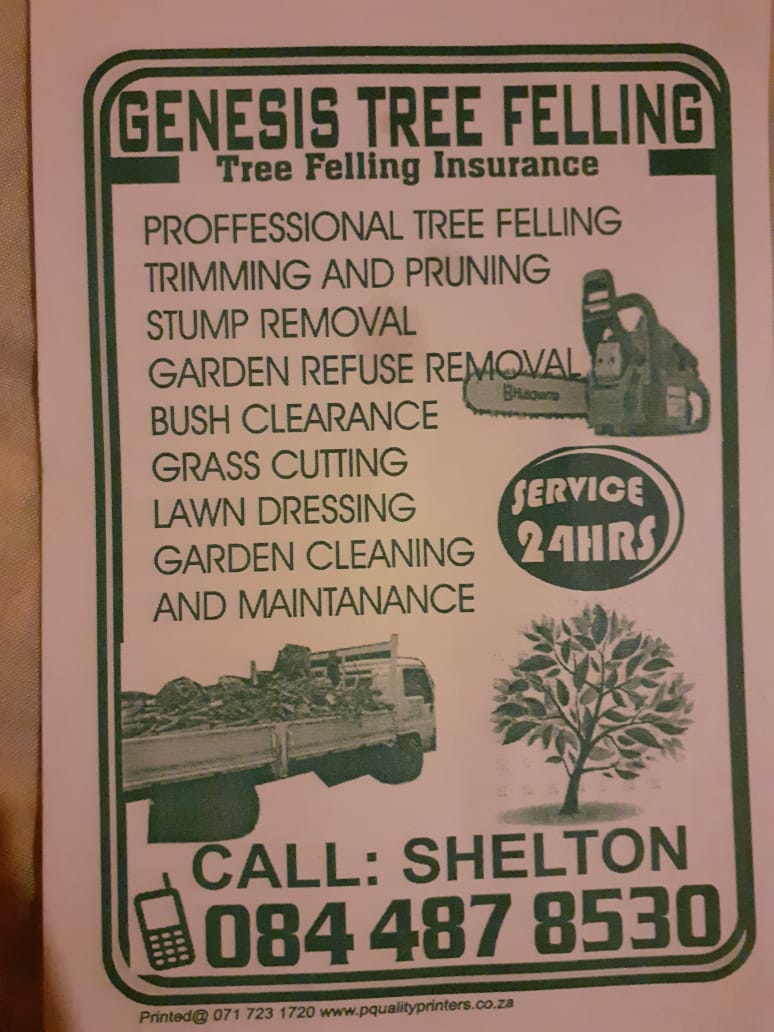 GENESIS TREE FELLING
Tree Felling Insurance
PROFFESSIONAL TREE FELLING
TRIMMING AND PRUNING
STUMP REMOVAL
GARDEN REFUSE REMOVAL
Husqvarna
BUSH CLEARANCE
GRASS CUTTING
LAWN DRESSING
GARDEN CLEANING
AND MAINTANANCE
SERVICE
24HRS
CALL: SHELTON
084 487 8530
Printed@ 071 723 1720 www.pqualityprinters.co.za